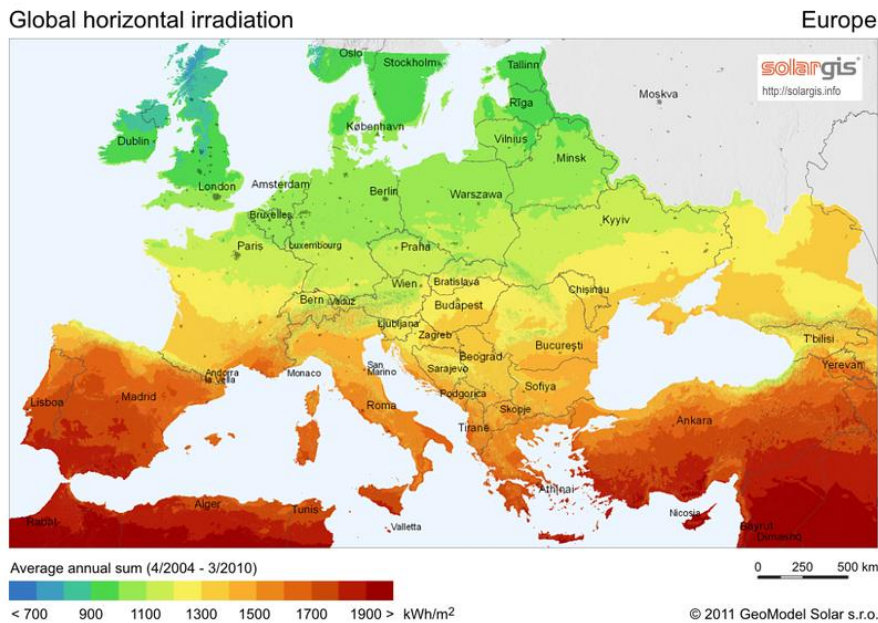 Global horizontal irradiation
Europe
solargis
http://solargis.info
Oslo
Stockholm
Tallinn
Rīga
Moskva
København
Vilnius
Minsk
Dublin
London
Amsterdam
Berlin
Warszawa
Bruxelles
Kyyiv
Paris
Luxembourg
Praha
Wien
Bratislava
Bern
Vaduz
Budapest
Chişinău
Ljubljana
Zagreb
Beograd
Bucureşti
T'bilisi
Andorra
la Vella
Monaco
San
Marino
Sarajevo
Yerevan
Podgorica
Sofiya
Lisboa
Madrid
Roma
Skopje
Tiranë
Ankara
Athínai
Alger
Tunis
Nicosia
Rabat
Valletta
Bayrut
Dimashq
Average annual sum (4/2004 - 3/2010)
0 250 500 km
< 700 900 1100 1300 1500 1700 1900 > kWh/m²
© 2011 GeoModel Solar s.r.o.